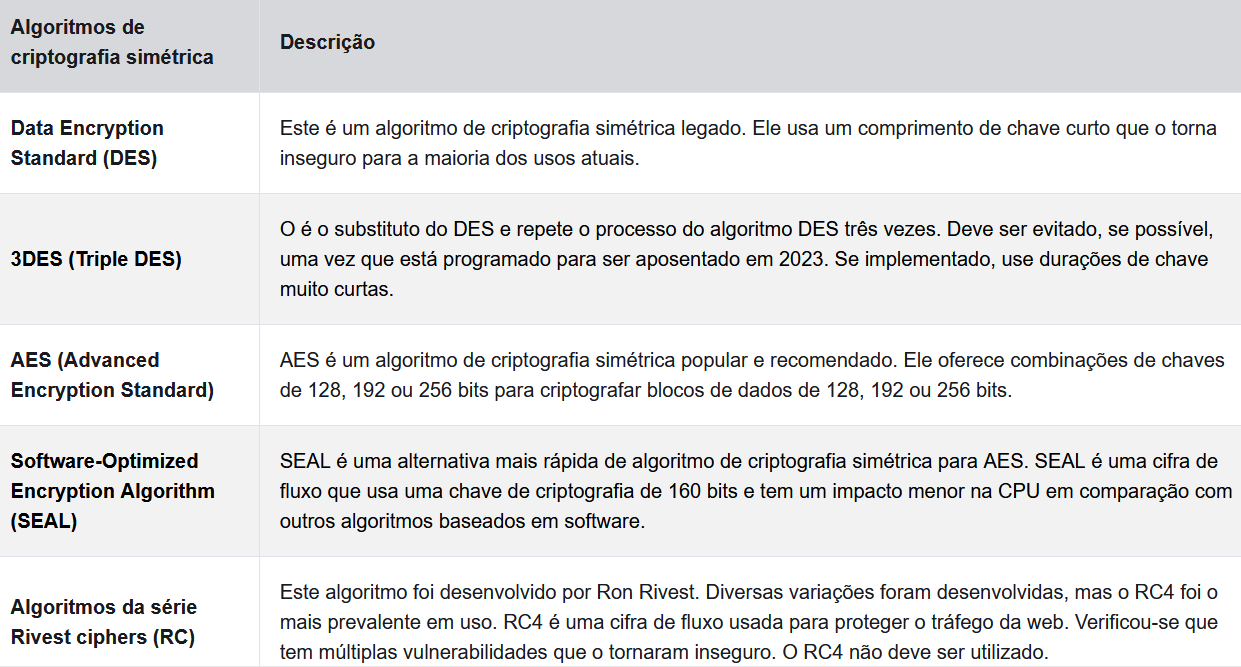 Algoritmos de
criptografia simétrica
Descrição
Data Encryption
Standard (DES)
Este é um algoritmo de criptografia simétrica legado. Ele usa um comprimento de chave curto que o torna
inseguro para a maioria dos usos atuais.
3DES (Triple DES)
O é o substituto do DES e repete o processo do algoritmo DES três vezes. Deve ser evitado, se possível,
uma vez que está programado para ser aposentado em 2023. Se implementado, use durações de chave
muito curtas.
AES (Advanced
Encryption Standard)
AES é um algoritmo de criptografia simétrica popular e recomendado. Ele oferece combinações de chaves
de 128, 192 ou 256 bits para criptografar blocos de dados de 128, 192 ou 256 bits.
Software-Optimized
Encryption Algorithm
(SEAL)
SEAL é uma alternativa mais rápida de algoritmo de criptografia simétrica para AES. SEAL é uma cifra de
fluxo que usa uma chave de criptografia de 160 bits e tem um impacto menor na CPU em comparação com
outros algoritmos baseados em software.
Algoritmos da série
Rivest ciphers (RC)
Este algoritmo foi desenvolvido por Ron Rivest. Diversas variações foram desenvolvidas, mas o RC4 foi o
mais prevalente em uso. RC4 é uma cifra de fluxo usada para proteger o tráfego da web. Verificou-se que
tem múltiplas vulnerabilidades que o tornaram inseguro. O RC4 não deve ser utilizado.